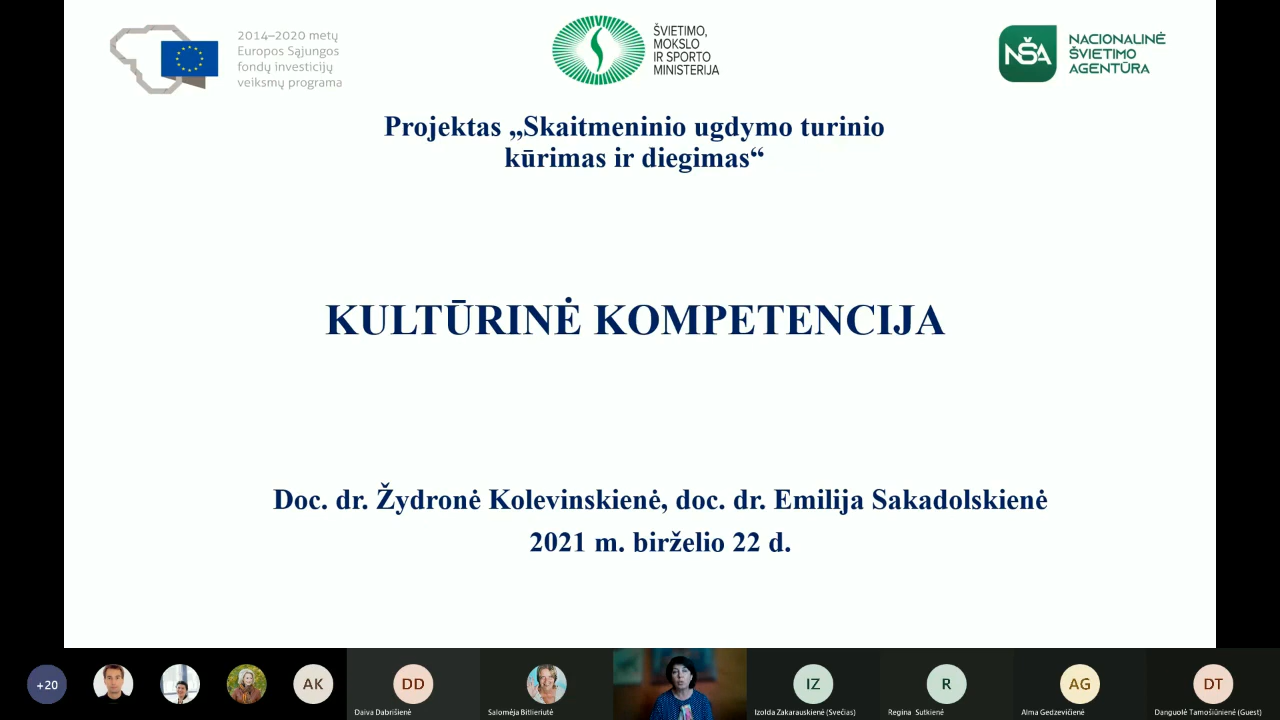 2014–2020 metų
Europos Sąjungos
fondų investicijų
veiksmų programa
ŠVIETIMO,
MOKSLO
IR SPORTO
MINISTERIJA
NŠA
NACIONALINĖ
ŠVIETIMO
AGENTŪRA
Projektas „Skaitmeninio ugdymo turinio
kūrimas ir diegimas“
KULTŪRINĖ KOMPETENCIJA
Doc. dr. Žydronė Kolevinskienė, doc. dr. Emilija Sakadolskienė
2021 m. birželio 22 d.
+20
AK
DD
IZ
R
AG
DT
Daiva Dabrišienė
Salomėja Bitlieriutė
Izolda Zakarauskienė (Svečias)
Regina Sutkienė
Alma Gedzevičienė
Danguolė Tamošiūnienė (Guest)